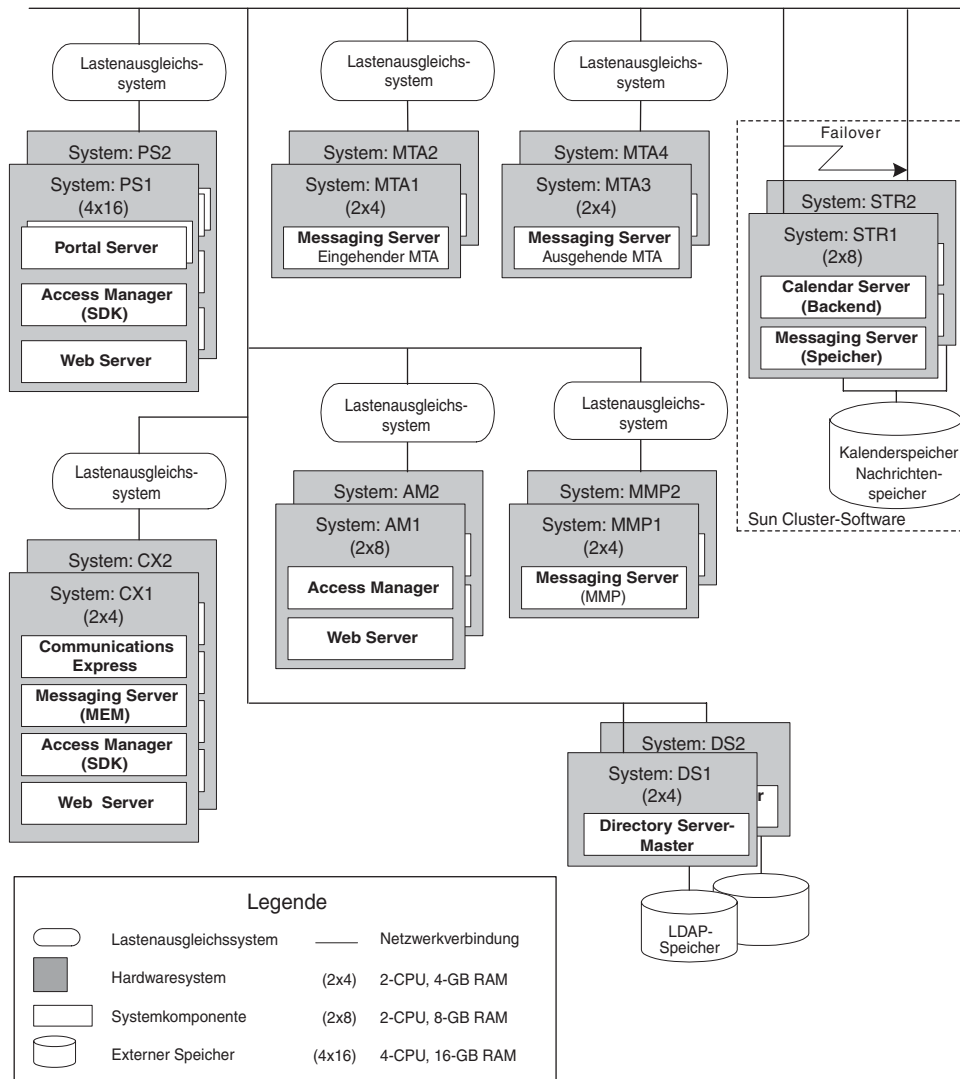 Lastenausgleichs-
system
Lastenausgleichs-
system
Lastenausgleichs-
system
Failover
System: PS2
System: PS1
(4x16)
Portal Server
Access Manager
(SDK)
Web Server
System: MTA2
System: MTA1
(2x4)
Messaging Server
Eingehender MTA
System: MTA4
System: MTA3
(2x4)
Messaging Server
Ausgehende MTA
System: STR2
System: STR1
(2x8)
Calendar Server
(Backend)
Messaging Server
(Speicher)
Kalenderspeicher
Nachrichten-
speicher
Sun Cluster-Software
Lastenausgleichs-
system
Lastenausgleichs-
system
Lastenausgleichs-
system
System: CX2
System: CX1
(2x4)
Communications
Express
Messaging Server
(MEM)
Access Manager
(SDK)
Web Server
System: AM2
System: AM1
(2x8)
Access Manager
Web Server
System: MMP2
System: MMP1
(2x4)
Messaging Server
(MMP)
System: DS2
System: DS1
(2x4)
r
Directory Server-
Master
LDAP-
Speicher
Legende
Lastenausgleichssystem
Netzwerkverbindung
Hardwaresystem
(2x4) 2-CPU, 4-GB RAM
Systemkomponente
(2x8) 2-CPU, 8-GB RAM
Externer Speicher
(4x16) 4-CPU, 16-GB RAM